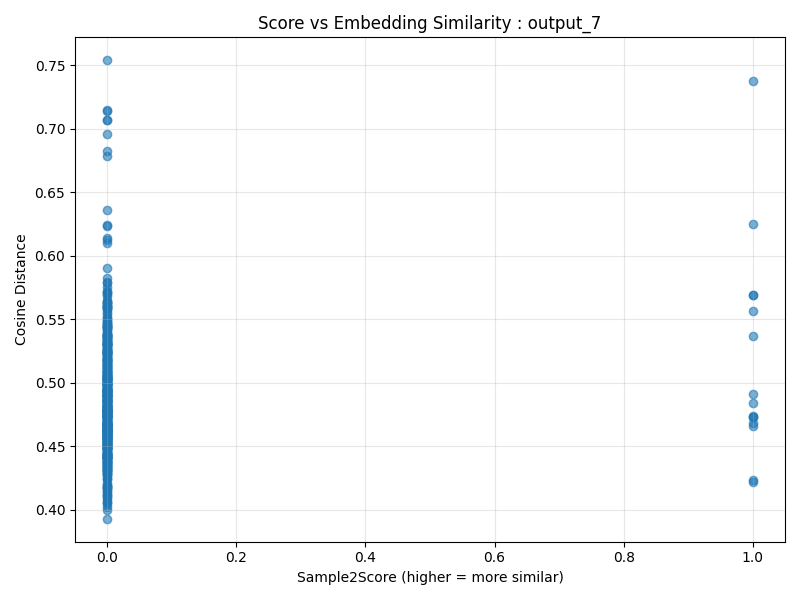 Score vs Embedding Similarity : output_7
Cosine Distance
0.75
0.70
0.65
0.60
0.55
0.50
0.45
0.40
0.0 0.2 0.4 0.6 0.8 1.0
Sample2Score (higher = more similar)